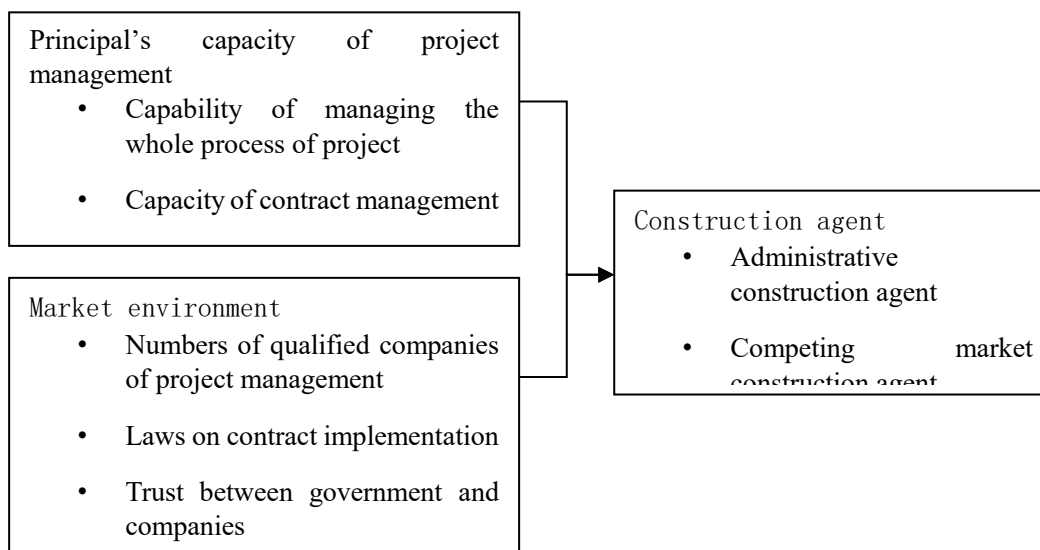 Principal’s capacity of project
management
• Capability of managing the
whole process of project
• Capacity of contract management
Market environment
• Numbers of qualified companies
of project management
• Laws on contract implementation
• Trust between government and
companies
Construction agent
• Administrative
construction agent
• Competing market
construction agent